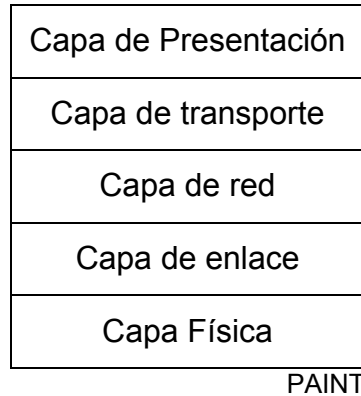 Capa de Presentación
Capa de transporte
Capa de red
Capa de enlace
Capa Física
PAINT